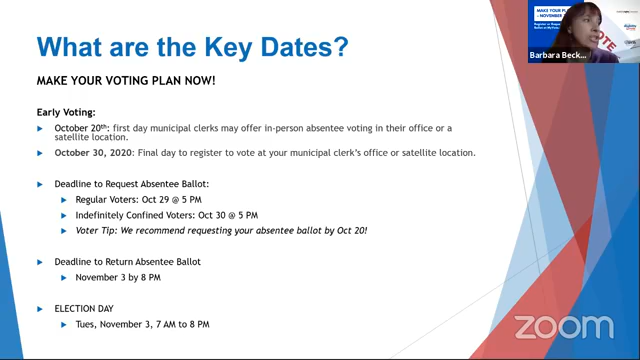 What are the Key Dates?
MAKE YOUR VOTING PLAN NOW!
Early Voting:
October 20th: first day municipal clerks may offer in-person absentee voting in their office or a
satellite location.
October 30, 2020: Final day to register to vote at your municipal clerk's office or satellite location.
Deadline to Request Absentee Ballot:
Regular Voters: Oct 29 @ 5 PM
Indefinitely Confined Voters: Oct 30 @ 5 PM
Voter Tip: We recommend requesting your absentee ballot by Oct 20!
Deadline to Return Absentee Ballot
November 3 by 8 PM
ELECTION DAY
Tues, November 3, 7 AM to 8 PM
MAKE YOUR
NOVEMBER
VOTE
Barbara Beck...
zoom